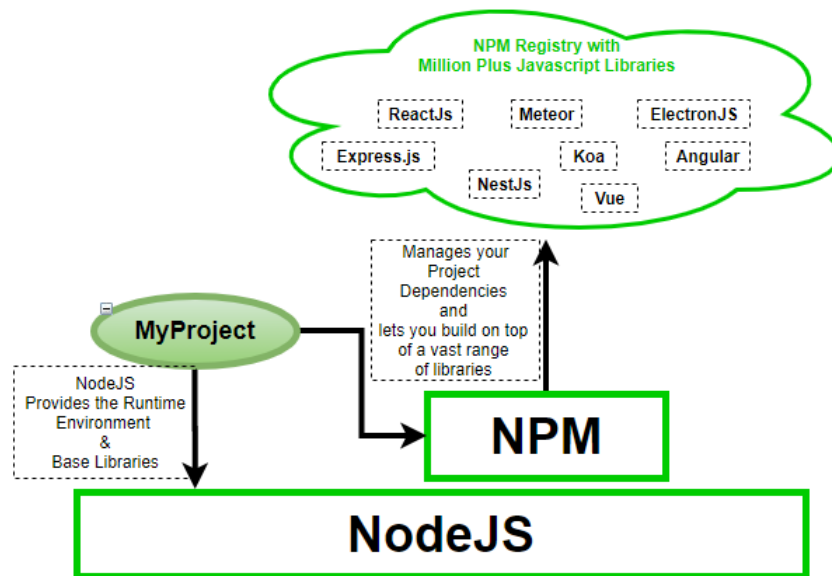 NPM Registry with
Million Plus Javascript Libraries
ReactJs
Meteor
ElectronJS
Express.js
Koa
Angular
NestJs
Vue
Manages your
Project
Dependencies
and
lets you build on top
of a vast range
of libraries
MyProject
NodeJS
Provides the Runtime
Environment
&
Base Libraries
NPM
NodeJS